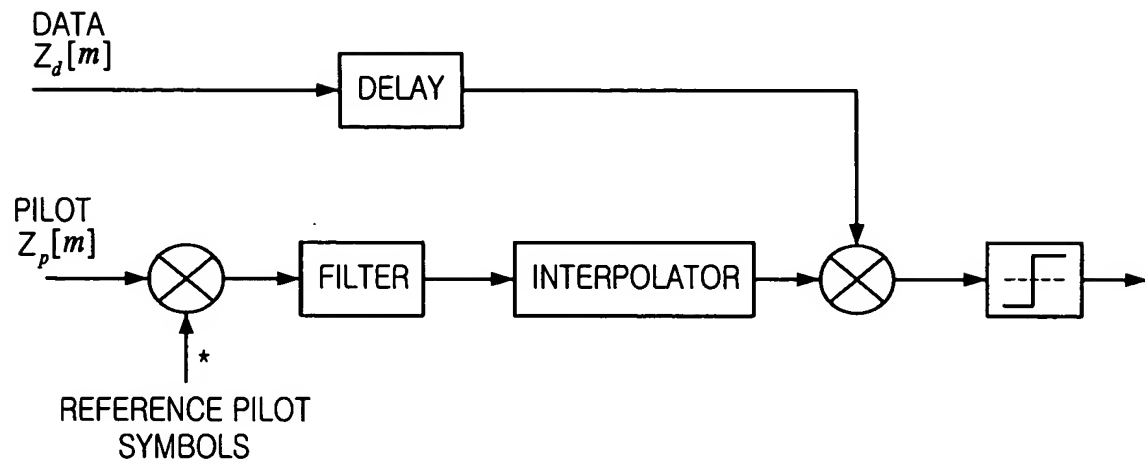 DATA
Z_d[m]
DELAY
PILOT
Z_p[m]
FILTER
INTERPOLATOR
*
REFERENCE PILOT
SYMBOLS